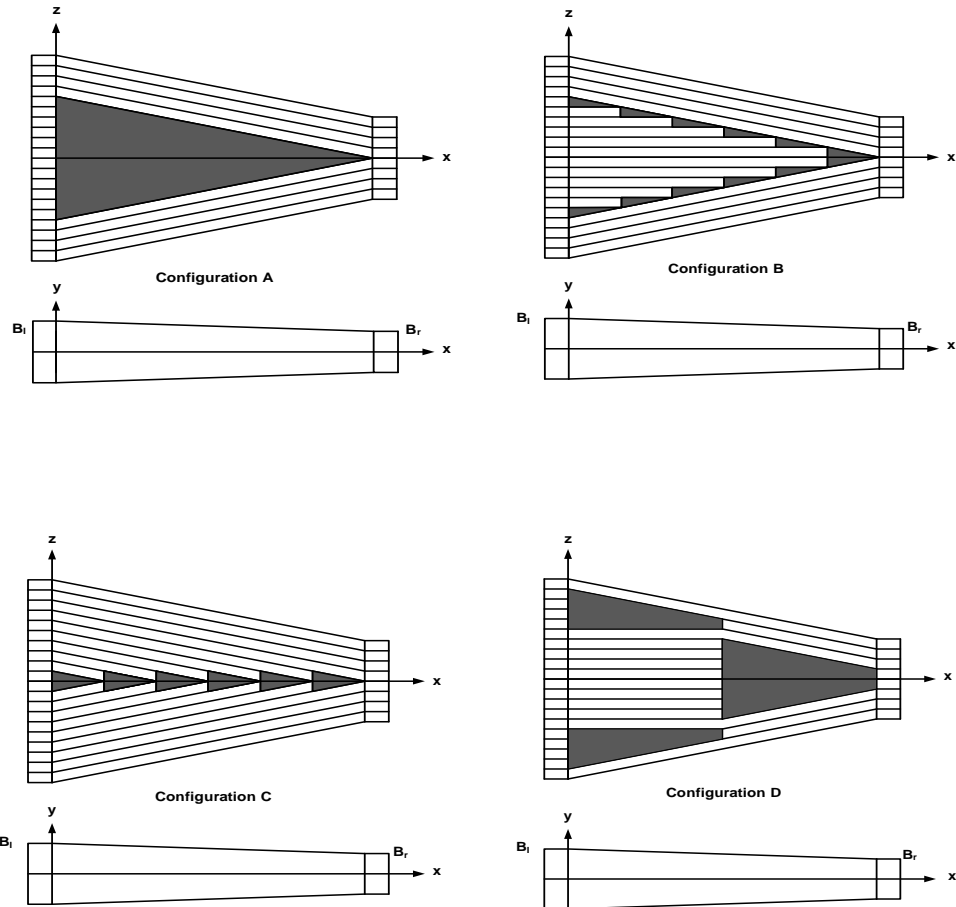 z
x
Configuration A
y
Bₗ
Bᵣ
x
z
x
Configuration B
y
Bₗ
Bᵣ
x
z
x
Configuration C
y
Bₗ
Bᵣ
x
z
x
Configuration D
y
Bₗ
Bᵣ
x